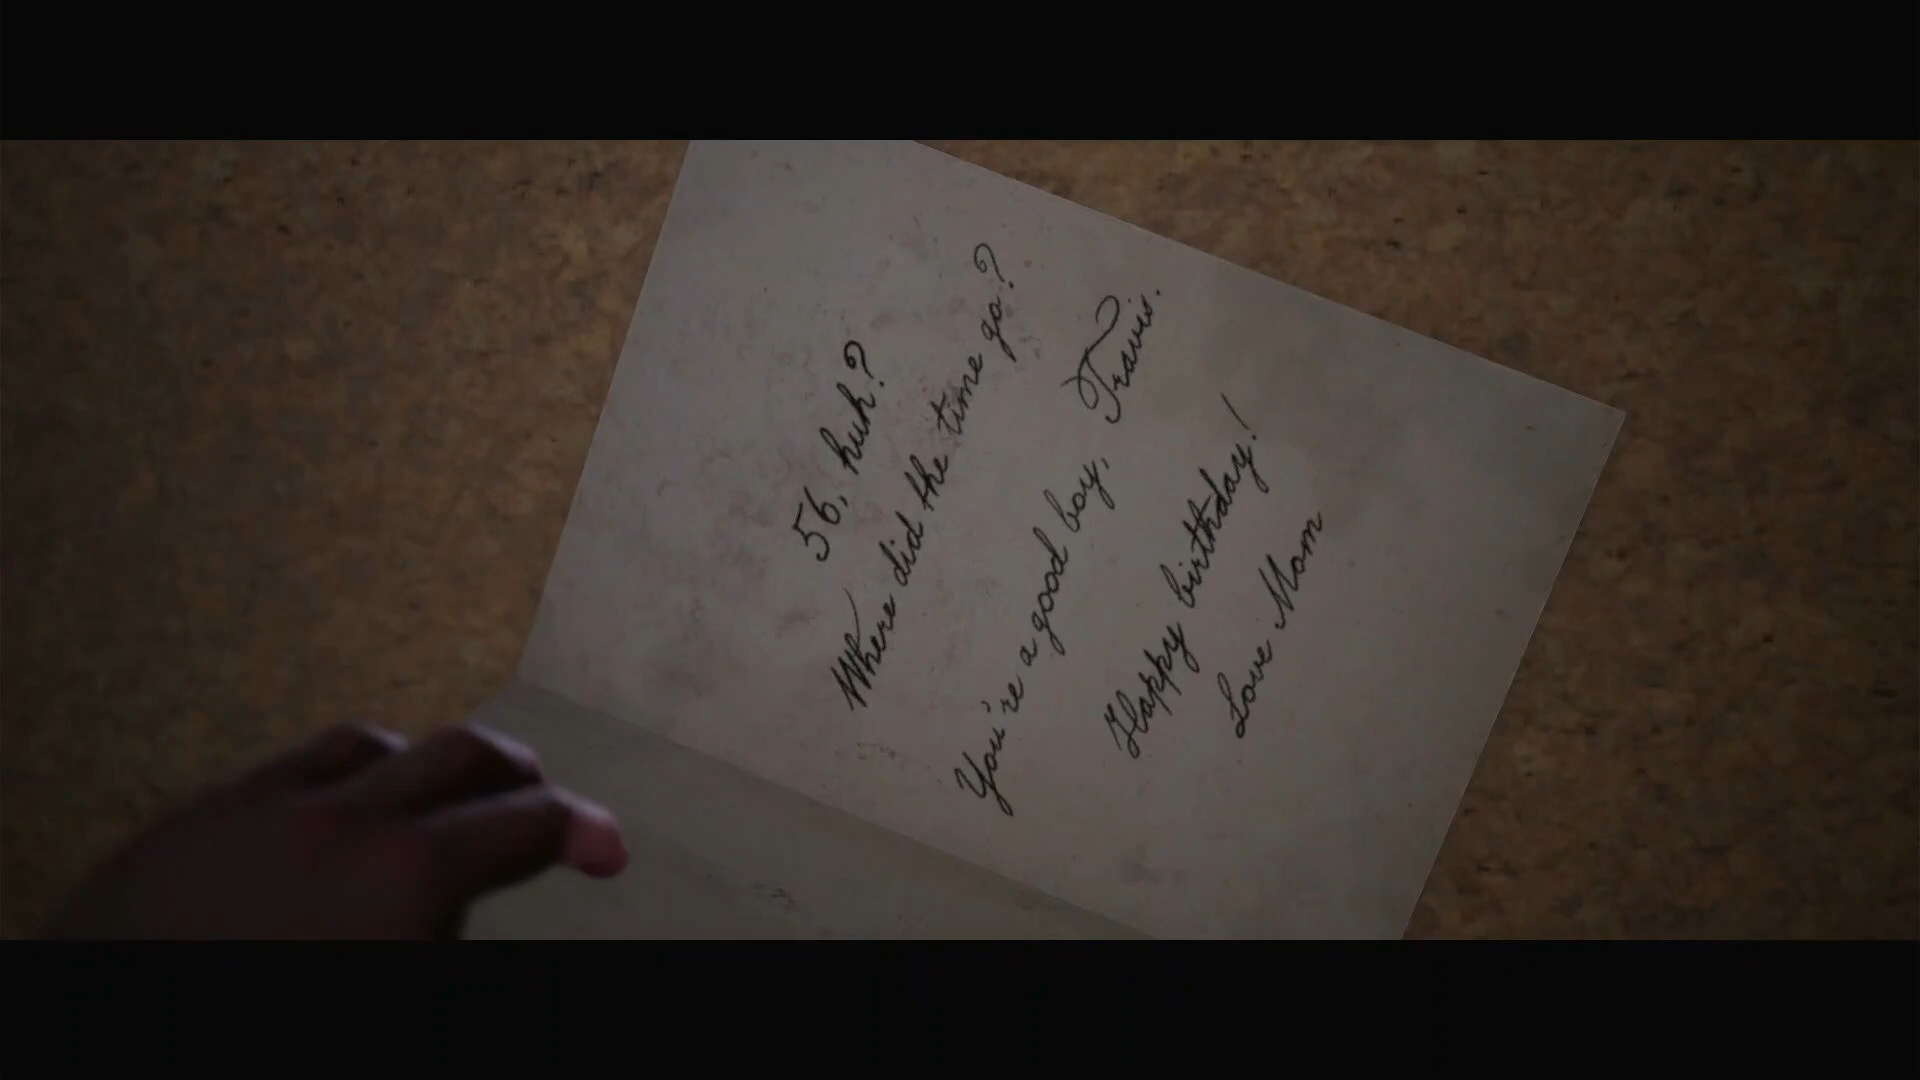 56, huh?
Where did the time go?
You're a good boy, Travis.
Happy birthday!
Love Mom